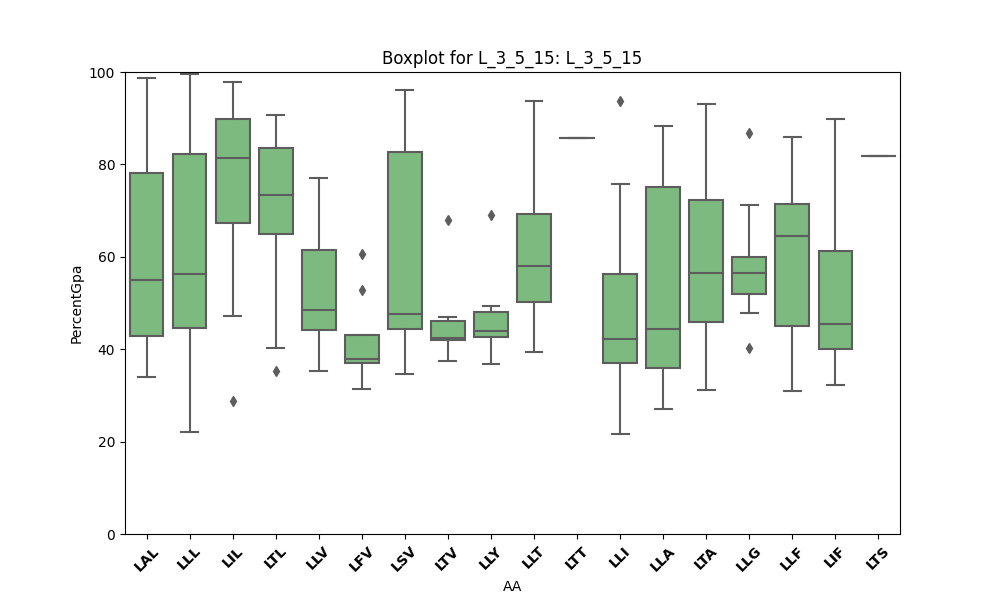 Boxplot for L_3_5_15: L_3_5_15
PercentGpa
100
80
60
40
20
0
LAL LLL LIL LTL LLV LFV LSV LTV LLY LLT LTT LLI LLA LTA LLG LLF LIF LTS
AA